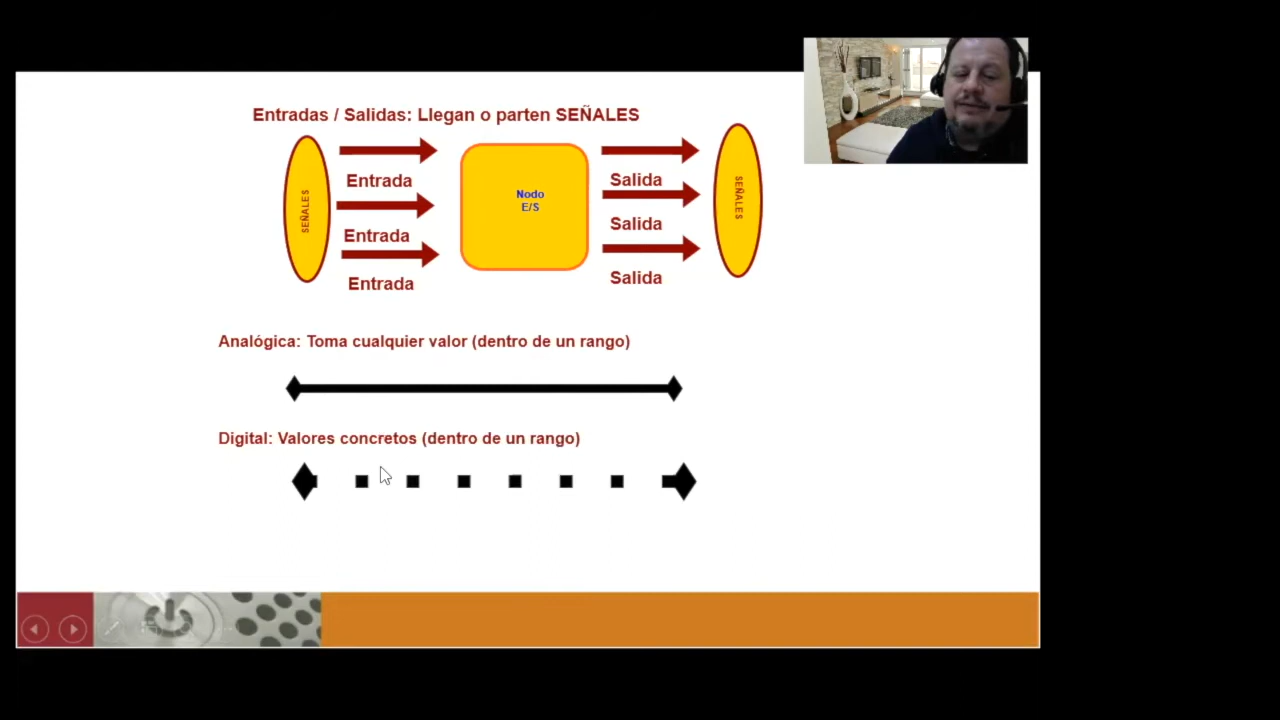 Entradas / Salidas: Llegan o parten SEÑALES
SEÑALES
Entrada
Entrada
Entrada
Nodo
E/S
Salida
Salida
Salida
SEÑALES
Analógica: Toma cualquier valor (dentro de un rango)
Digital: Valores concretos (dentro de un rango)